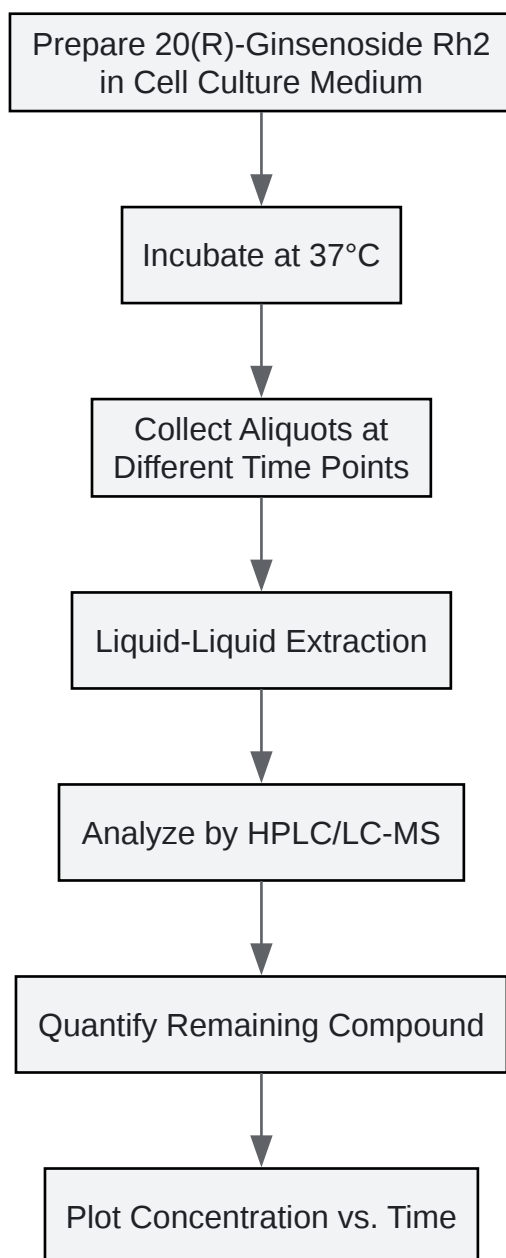 Prepare 20(R)-Ginsenoside Rh2
in Cell Culture Medium
Incubate at 37°C
Collect Aliquots at
Different Time Points
Liquid-Liquid Extraction
Analyze by HPLC/LC-MS
Quantify Remaining Compound
Plot Concentration vs. Time